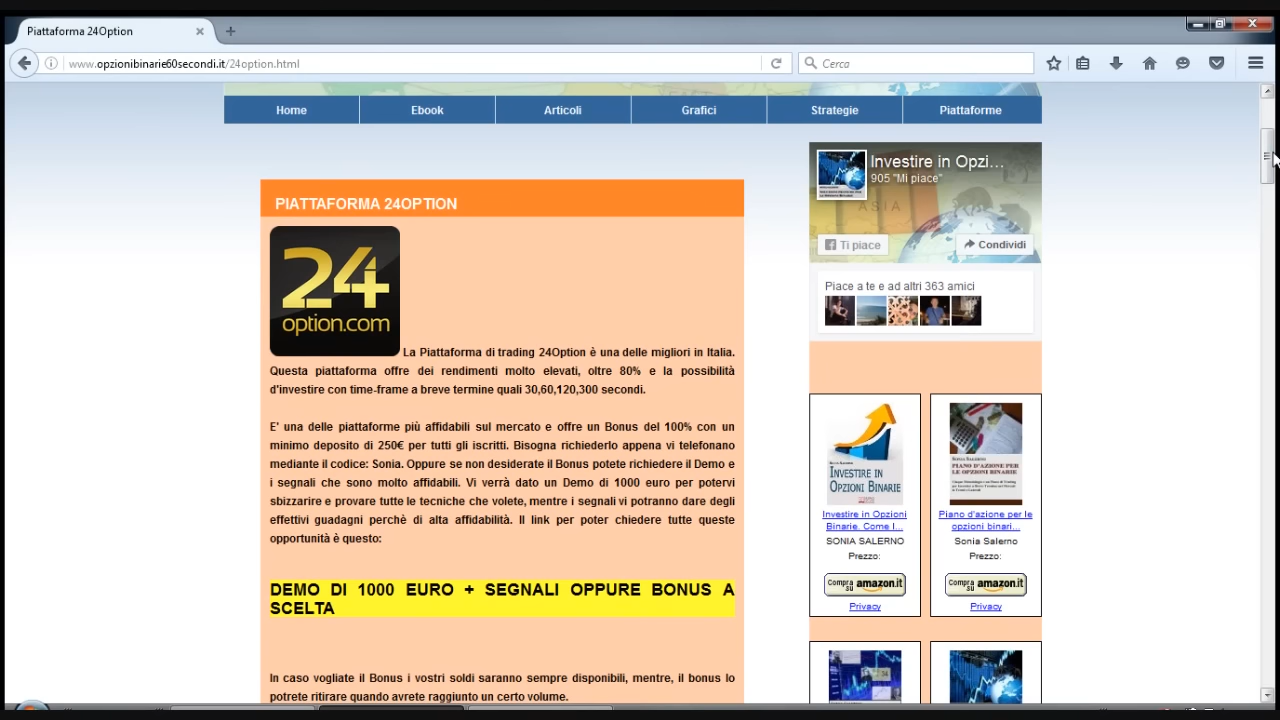 Piattaforma 24Option
www.opzionibinarie60secondi.it/24option.html
Cerca
Home
Ebook
Articoli
Grafici
Strategie
Piattaforme
PIATTAFORMA 24OPTION
24
option.com
La Piattaforma di trading 24Option è una delle migliori in Italia.
Questa piattaforma offre dei rendimenti molto elevati, oltre 80% e la possibilità
d'investire con time-frame a breve termine quali 30,60,120,300 secondi.
E' una delle piattaforme più affidabili sul mercato e offre un Bonus del 100% con un
minimo deposito di 250€ per tutti gli iscritti. Bisogna richiederlo appena vi telefonano
mediante il codice: Sonia. Oppure se non desiderate il Bonus potete richiedere il Demo e
i segnali che sono molto affidabili. Vi verrà dato un Demo di 1000 euro per potervi
sbizzarire e provare tutte le tecniche che volete, mentre i segnali vi potranno dare degli
effettivi guadagni perchè di alta affidabilità. Il link per poter chiedere tutte queste
opportunità è questo:
DEMO DI 1000 EURO + SEGNALI OPPURE BONUS A
SCELTA
In caso vogliate il Bonus i vostri soldi saranno sempre disponibili, mentre, il bonus lo
potrete ritirare quando avrete raggiunto un certo volume.
Investire in Opzi...
905 "Mi piace"
ASIA
Ti piace
Condividi
Piace a te e ad altri 363 amici
INVESTIRE IN
OPZIONI BINARIE
Investire in Opzioni
Binarie. Come I...
SONIA SALERNO
Prezzo:
Compra su amazon.it
Privacy
PIANO D'AZIONE PER
LE OPZIONI BINARIE
Piano d'azione per le
opzioni binari...
Sonia Salerno
Prezzo:
Compra su amazon.it
Privacy